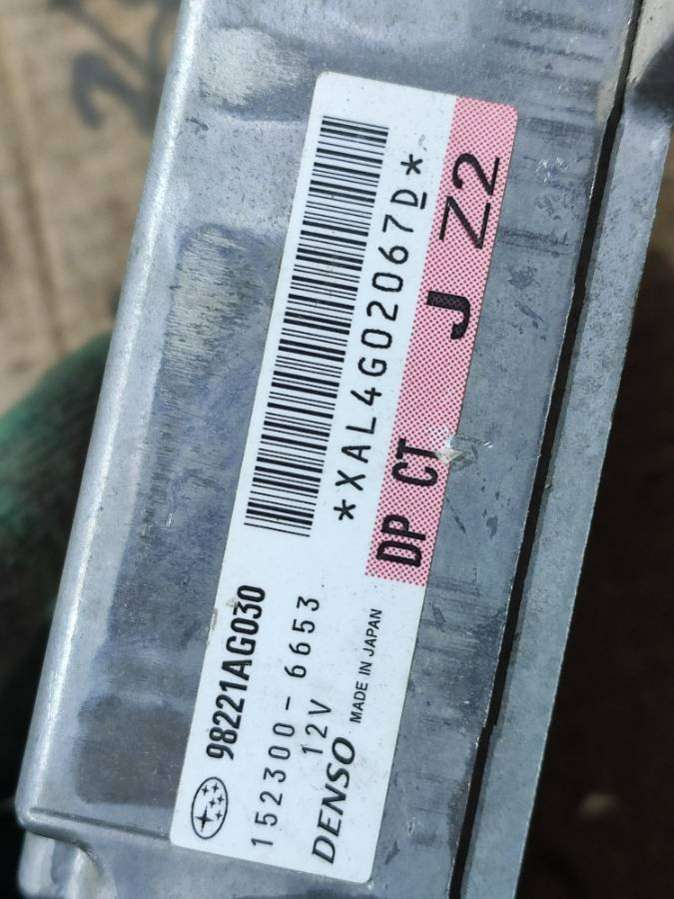 *XAL4G02067D*
DP CT J Z2
98221AG030
152300-6653
12V
DENSO MADE IN JAPAN